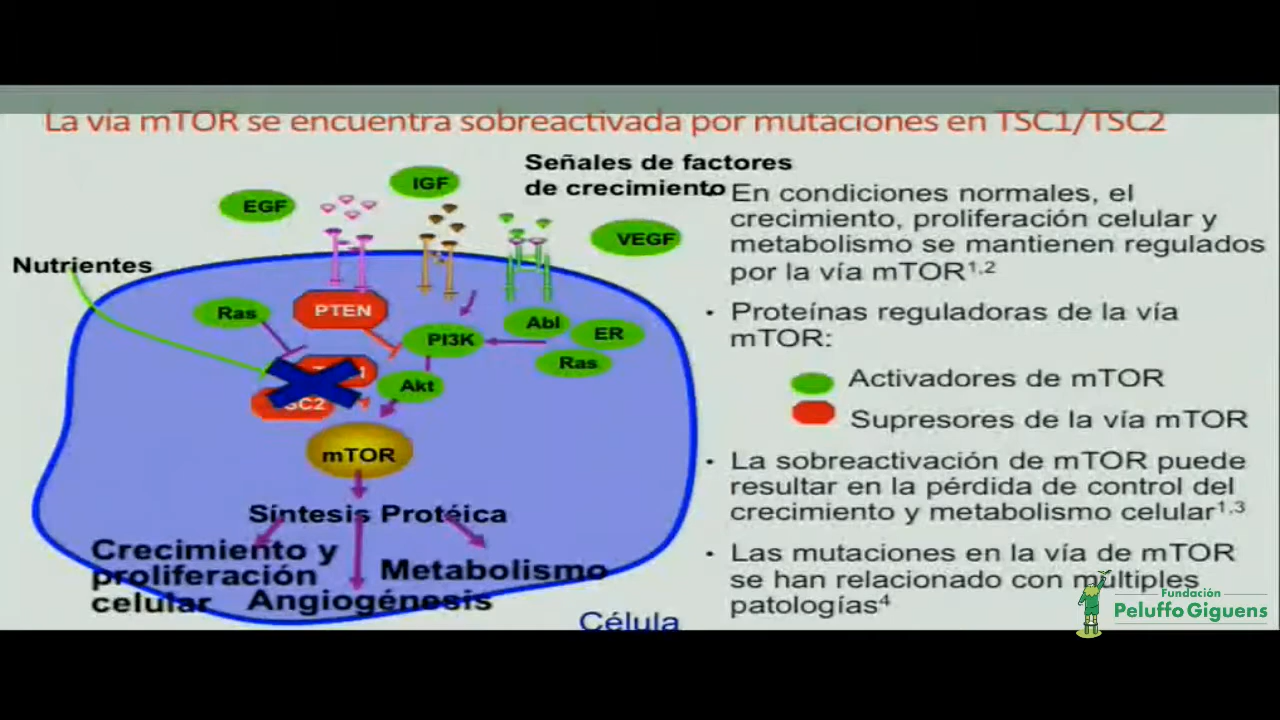 La vía mTOR se encuentra sobreactivada por mutaciones en TSC1/TSC2
Señales de factores
de crecimiento
IGF
EGF
VEGF
Nutrientes
Ras
PTEN
PI3K
Abl
ER
Ras
Akt
TSC2
mTOR
Síntesis Protéica
Crecimiento y
proliferación
celular
Metabolismo
Angiogénesis
Célula
• En condiciones normales, el
crecimiento, proliferación celular y
metabolismo se mantienen regulados
por la vía mTOR1,2
• Proteínas reguladoras de la vía
mTOR:
Activadores de mTOR
Supresores de la vía mTOR
• La sobreactivación de mTOR puede
resultar en la pérdida de control del
crecimiento y metabolismo celular1,3
• Las mutaciones en la vía de mTOR
se han relacionado con múltiples
patologías4
Fundación
Peluffo Giguens